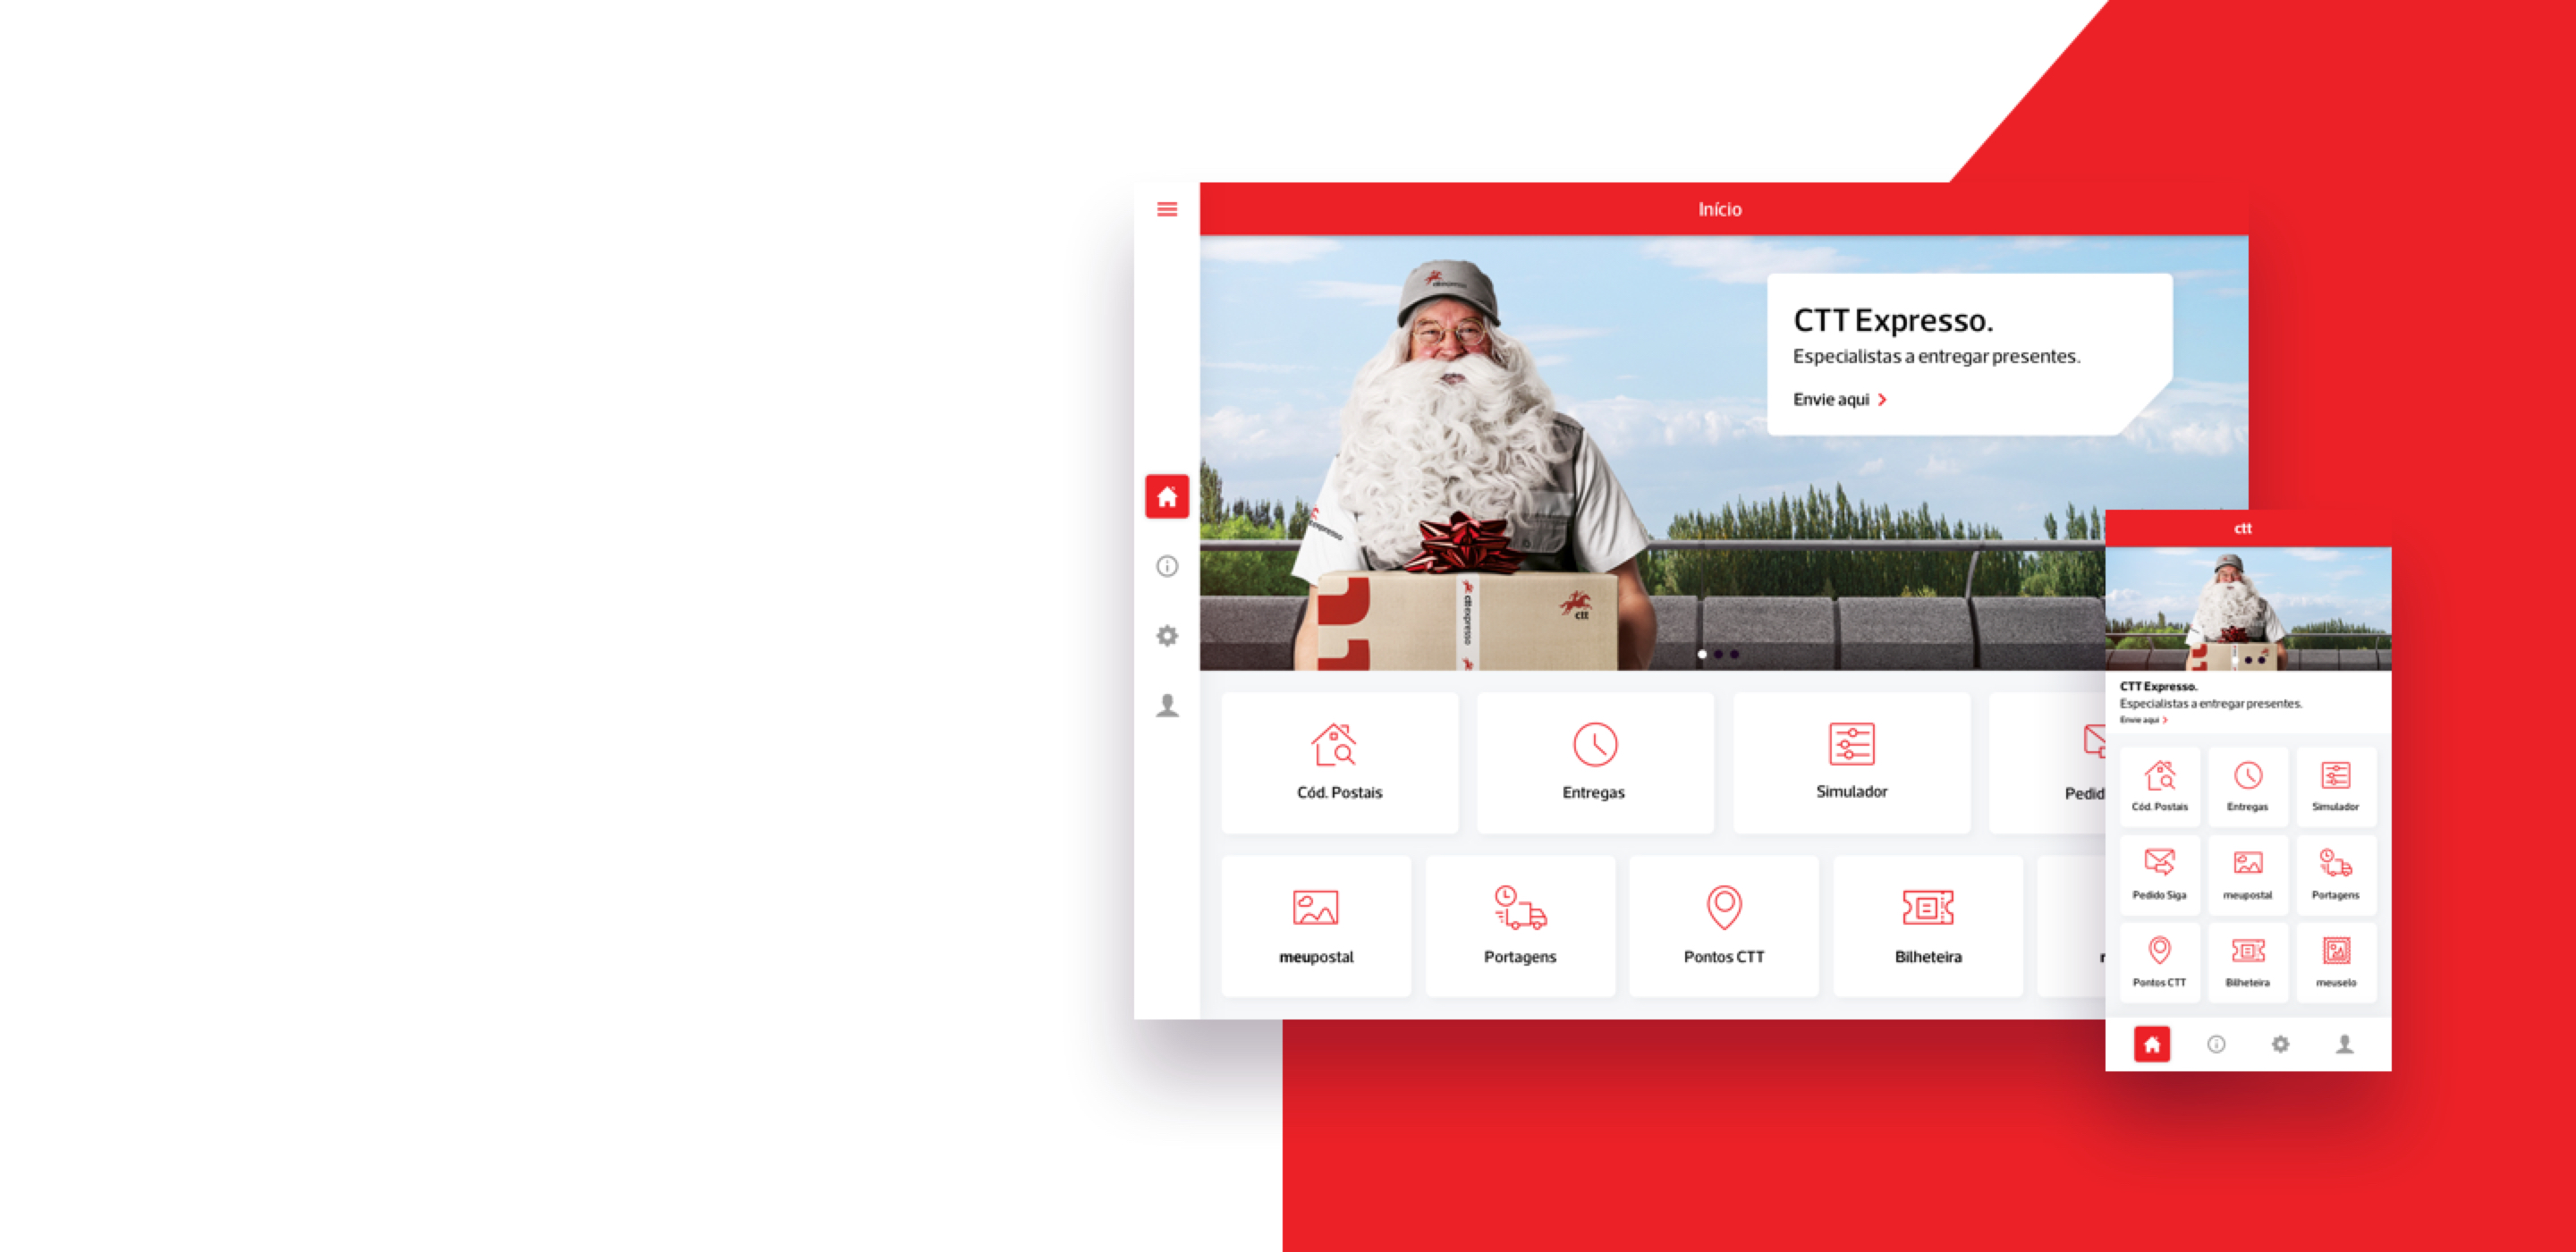 Início
CTT Expresso.
Especialistas a entregar presentes.
Envie aqui
cttexpresso
ctt
Cód. Postais
Entregas
Simulador
Pedid
meupostal
Portagens
Pontos CTT
Bilheteira
ctt
CTT Expresso.
Especialistas a entregar presentes.
Envie aqui
Cód. Postais
Entregas
Simulador
Pedido Siga
meupostal
Portagens
Pontos CTT
Bilheteira
meuselo